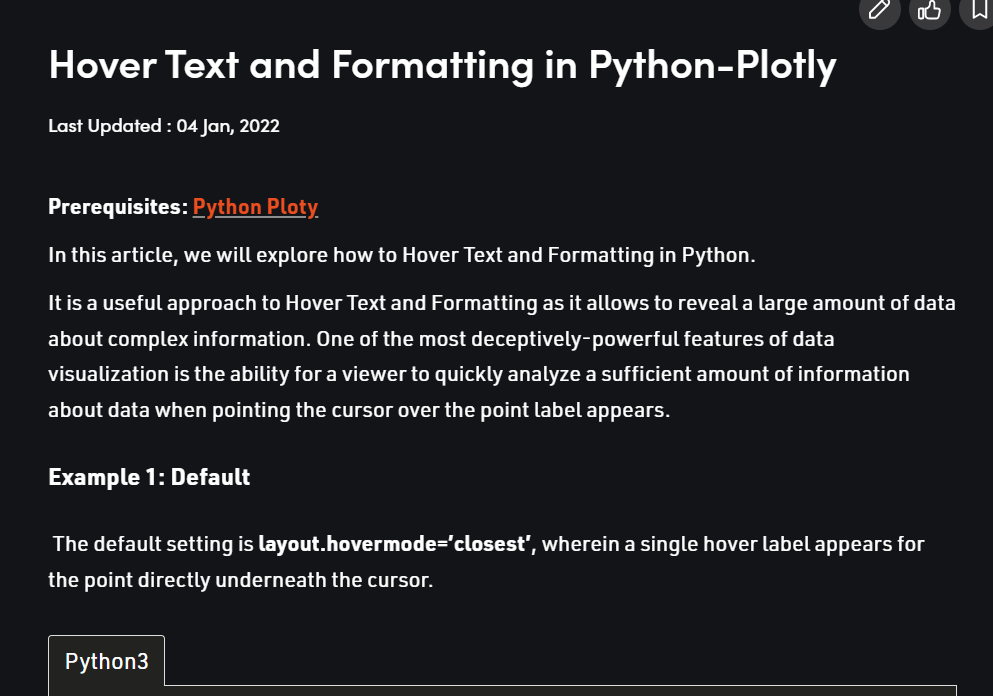 Hover Text and Formatting in Python-Plotly
Last Updated : 04 Jan, 2022
Prerequisites: Python Ploty
In this article, we will explore how to Hover Text and Formatting in Python.
It is a useful approach to Hover Text and Formatting as it allows to reveal a large amount of data
about complex information. One of the most deceptively-powerful features of data
visualization is the ability for a viewer to quickly analyze a sufficient amount of information
about data when pointing the cursor over the point label appears.
Example 1: Default
The default setting is layout.hovermode=’closest’, wherein a single hover label appears for
the point directly underneath the cursor.
Python3